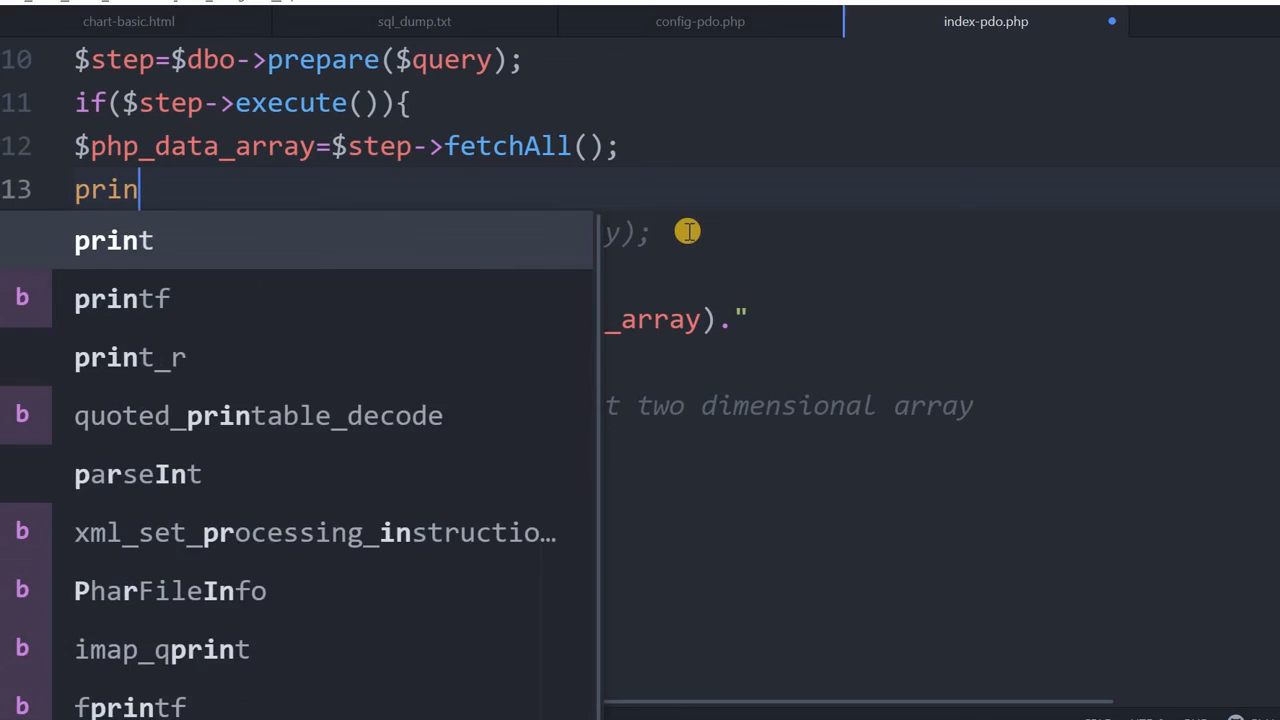 chart-basic.html sql_dump.txt config-pdo.php index-pdo.php
10 $step=$dbo->prepare($query);
11 if($step->execute()){
12 $php_data_array=$step->fetchAll();
13 prin
print
y);
b printf
_array)."
print_r
t two dimensional array
b quoted_printable_decode
parseInt
b xml_set_processing_instructio…
b PharFileInfo
b imap_qprint
b fprintf